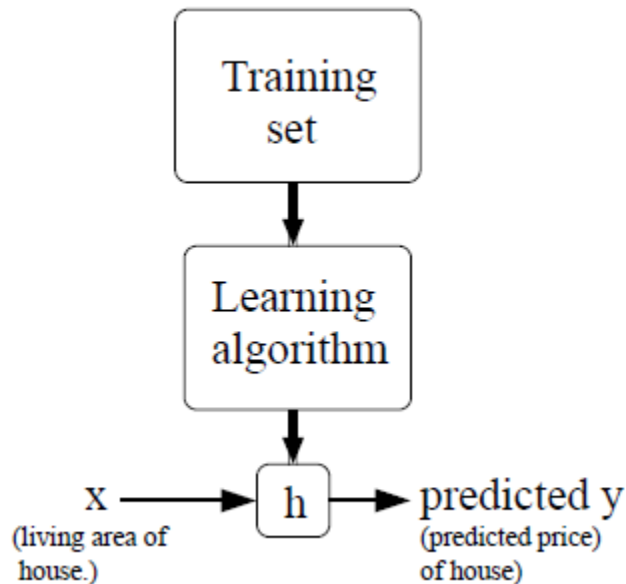 Training
set
Learning
algorithm
x
h
predicted y
(living area of
house.)
(predicted price)
of house)